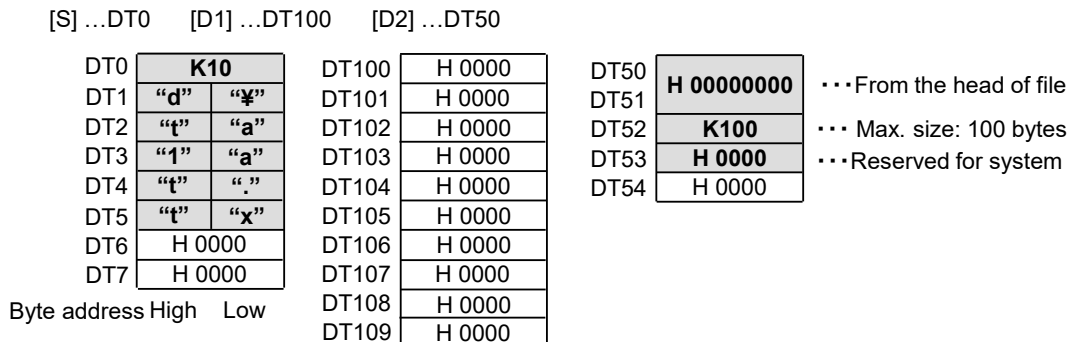 [S] …DT0 [D1] …DT100 [D2] …DT50
DT0 K10
DT1 “d” “¥”
DT2 “t” “a”
DT3 “1” “a”
DT4 “t” “.”
DT5 “t” “x”
DT6 H 0000
DT7 H 0000
Byte address High Low
DT100 H 0000
DT101 H 0000
DT102 H 0000
DT103 H 0000
DT104 H 0000
DT105 H 0000
DT106 H 0000
DT107 H 0000
DT108 H 0000
DT109 H 0000
DT50
DT51 H 00000000 ・・・From the head of file
DT52 K100 ・・・ Max. size: 100 bytes
DT53 H 0000 ・・・Reserved for system
DT54 H 0000